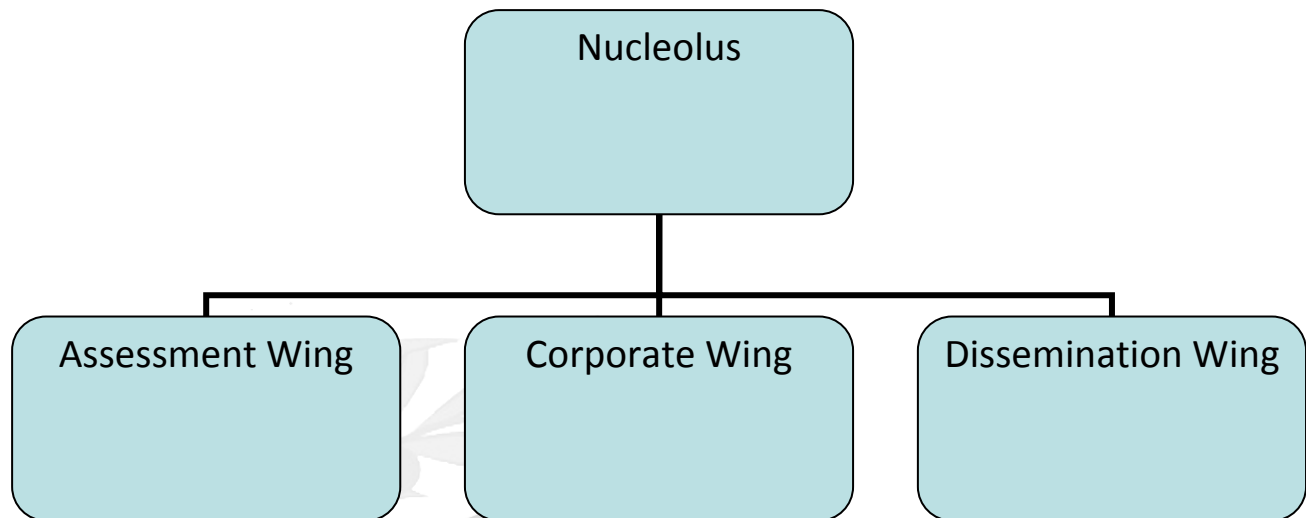 Nucleolus
Assessment Wing
Corporate Wing
Dissemination Wing